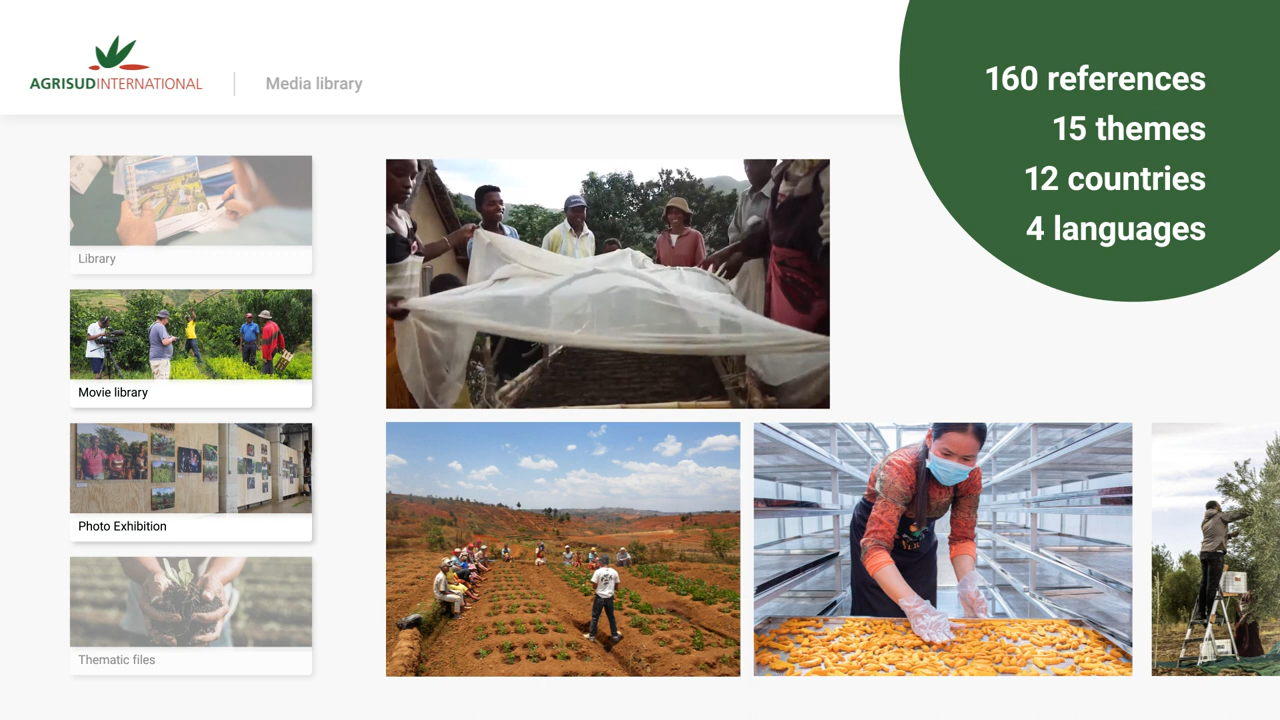 AGRISUDINTERNATIONAL
Media library
160 references
15 themes
12 countries
4 languages
Library
Movie library
Photo Exhibition
Thematic files